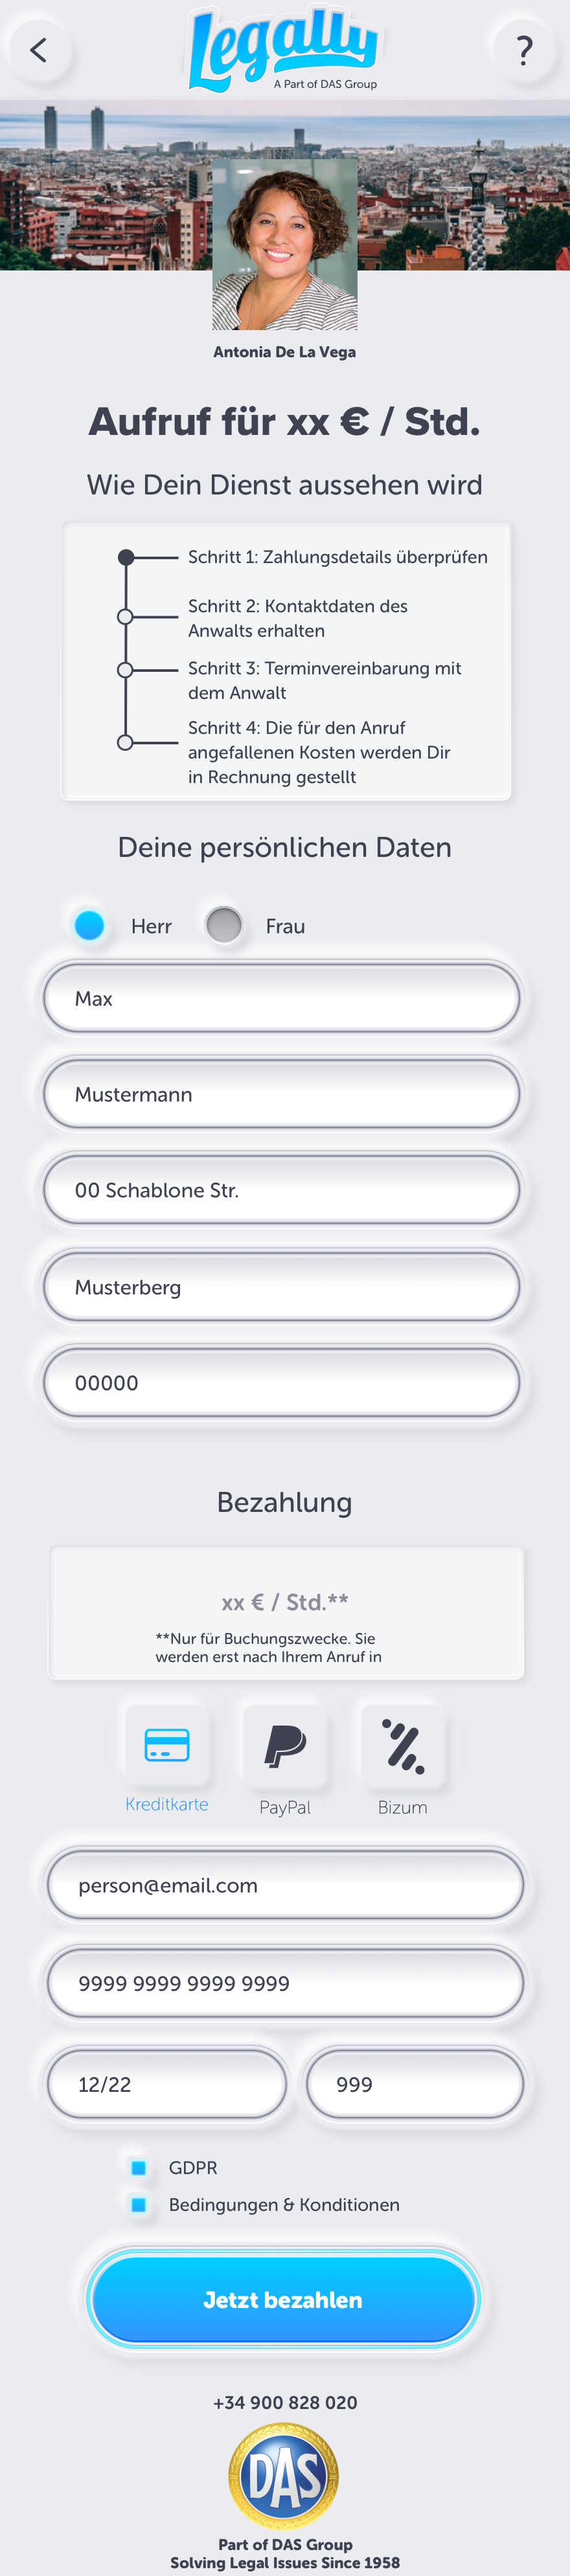 Legally
A Part of DAS Group
?
Antonia De La Vega
Aufruf für xx € / Std.
Wie Dein Dienst aussehen wird
Schritt 1: Zahlungsdetails überprüfen
Schritt 2: Kontaktdaten des
Anwalts erhalten
Schritt 3: Terminvereinbarung mit
dem Anwalt
Schritt 4: Die für den Anruf
angefallenen Kosten werden Dir
in Rechnung gestellt
Deine persönlichen Daten
Herr Frau
Max
Mustermann
00 Schablone Str.
Musterberg
00000
Bezahlung
xx € / Std.**
**Nur für Buchungszwecke. Sie
werden erst nach Ihrem Anruf in
Kreditkarte PayPal Bizum
person@email.com
9999 9999 9999 9999
12/22 999
GDPR
Bedingungen & Konditionen
Jetzt bezahlen
+34 900 828 020
DAS
Part of DAS Group
Solving Legal Issues Since 1958